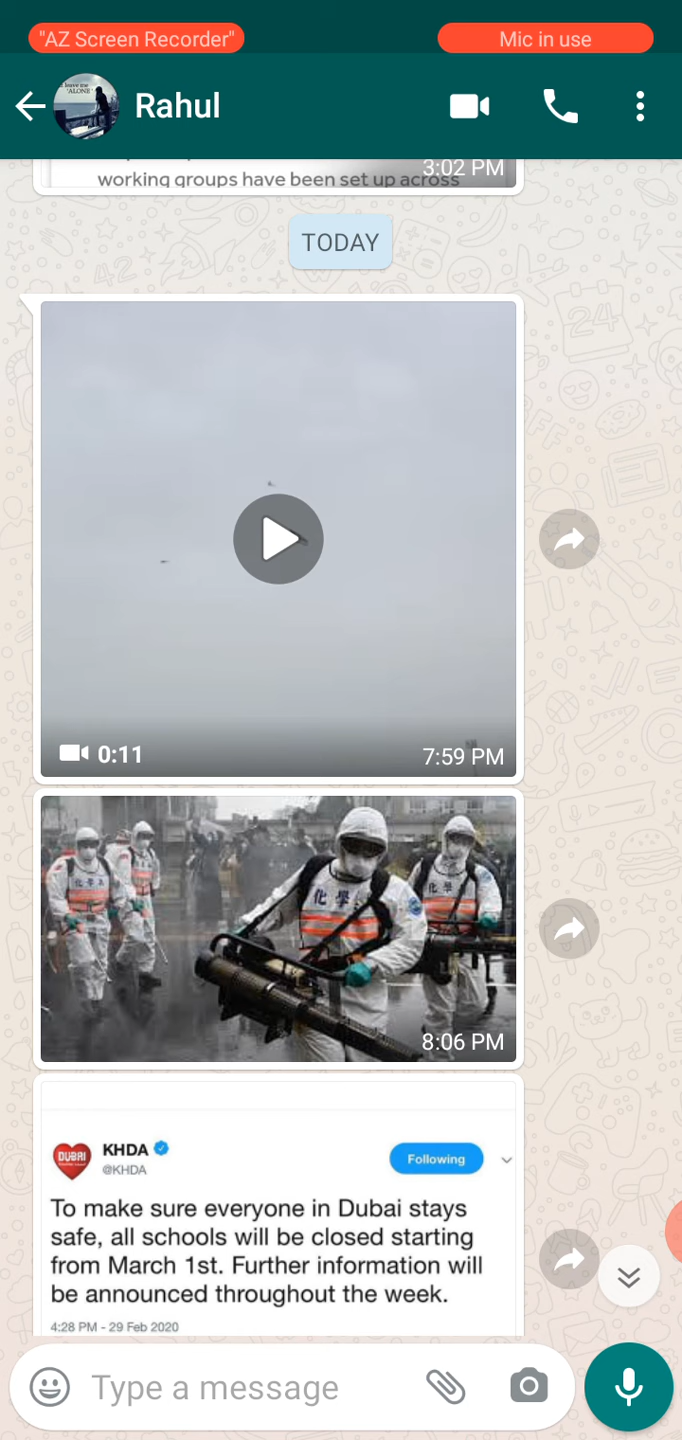 "AZ Screen Recorder"
Mic in use
Rahul
working groups have been set up across
3:02 PM
TODAY
0:11
7:59 PM
化學
化學
化學
8:06 PM
DUBAI
KHDA
@KHDA
Following
To make sure everyone in Dubai stays
safe, all schools will be closed starting
from March 1st. Further information will
be announced throughout the week.
4:28 PM - 29 Feb 2020
Type a message